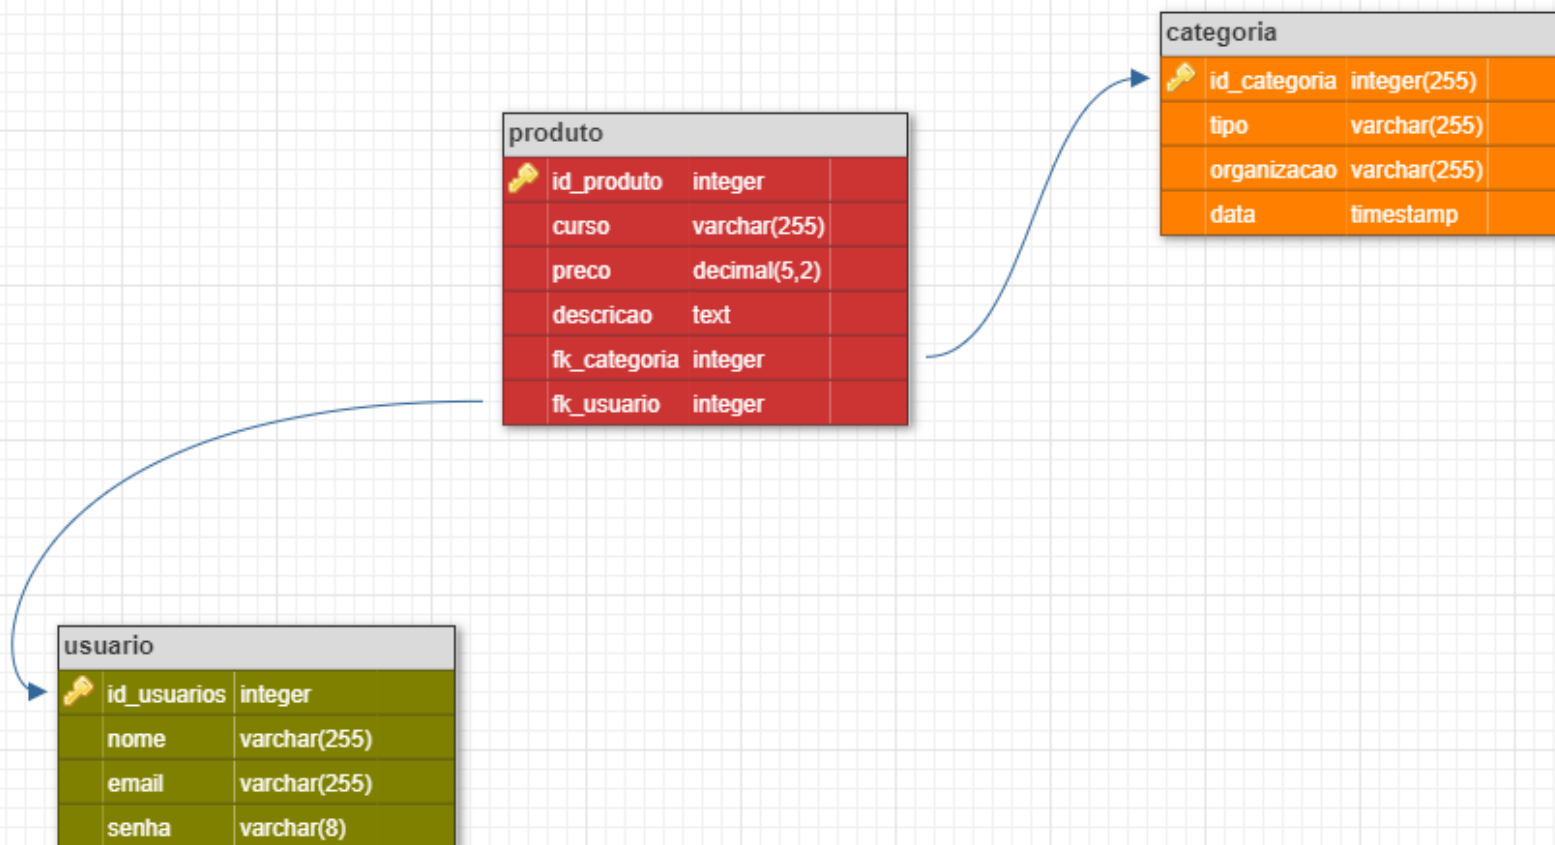 categoria
id_categoria integer(255)
tipo varchar(255)
organizacao varchar(255)
data timestamp
produto
id_produto integer
curso varchar(255)
preco decimal(5,2)
descricao text
fk_categoria integer
fk_usuario integer
usuario
id_usuarios integer
nome varchar(255)
email varchar(255)
senha varchar(8)